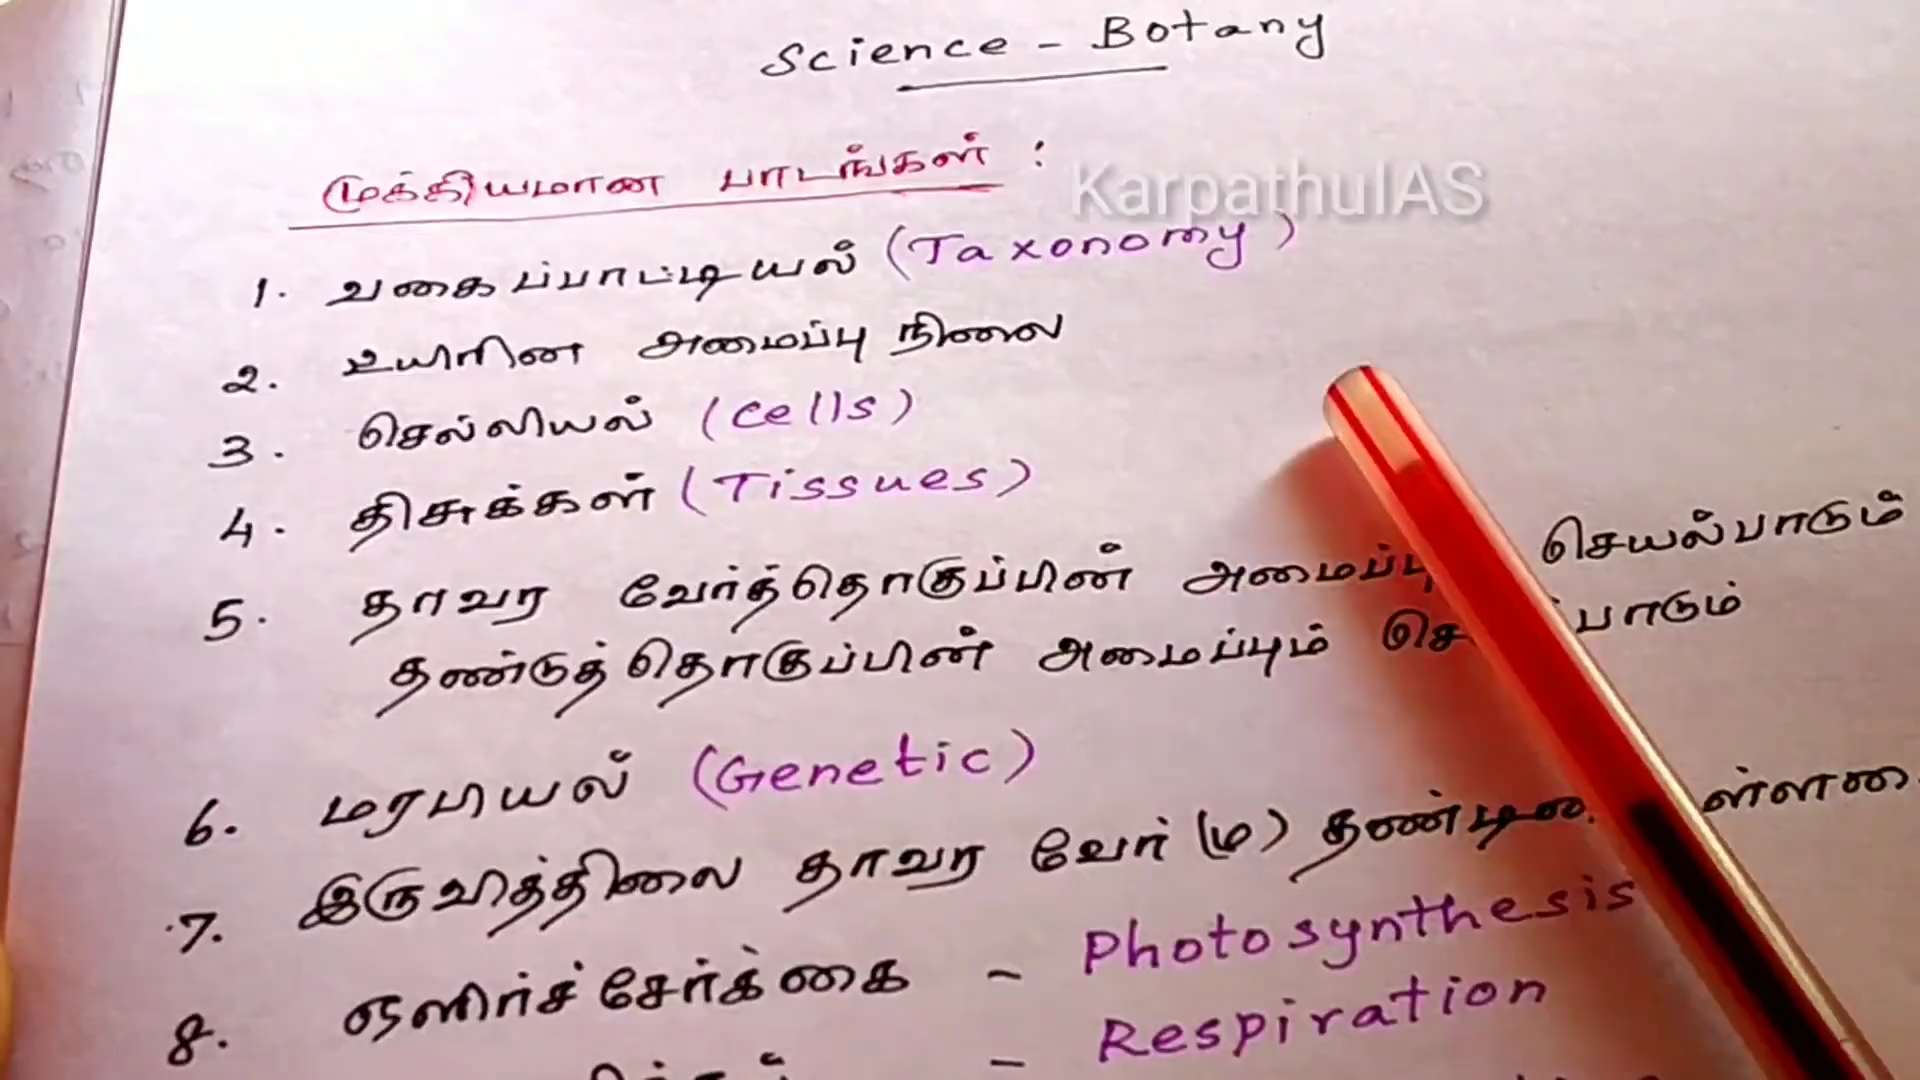 Science - Botany
முக்கியமான பாடங்கள் :
KarpathuIAS
1. வகைப்பாட்டியல் (Taxonomy)
2. உயிரின அமைப்பு நிலை
3. செல்லியல் (Cells)
4. திசுக்கள் (Tissues)
5. தாவர வேர்த்தொகுப்பின் அமைப்பு செயல்பாடும்
தண்டுத்தொகுப்பின் அமைப்பும்
6. மரபியல் (Genetic)
7. இருவித்திலை தாவர வேர் (மு)
8. ஒளிர்ச்சேர்க்கை - Photosynthesis
- Respiration